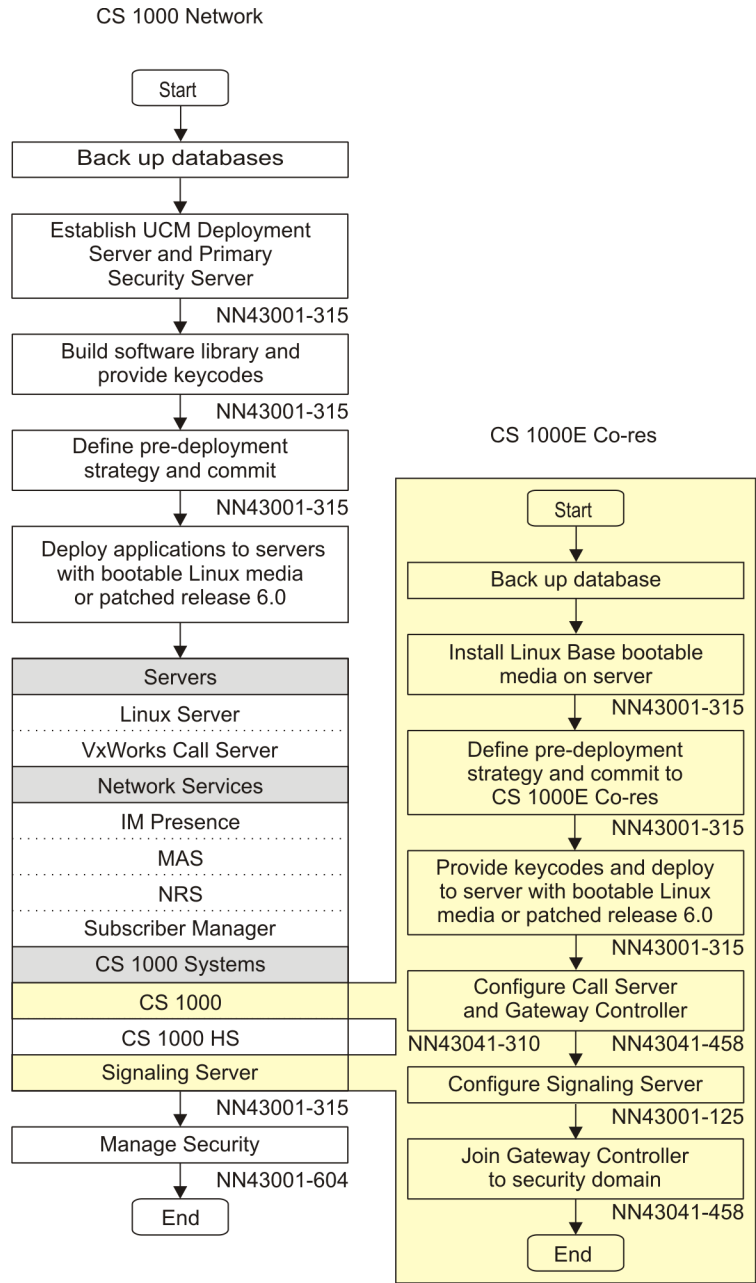 CS 1000 Network
Start
Back up databases
Establish UCM Deployment
Server and Primary
Security Server
NN43001-315
Build software library and
provide keycodes
NN43001-315
Define pre-deployment
strategy and commit
NN43001-315
Deploy applications to servers
with bootable Linux media
or patched release 6.0
Servers
Linux Server
VxWorks Call Server
Network Services
IM Presence
MAS
NRS
Subscriber Manager
CS 1000 Systems
CS 1000
CS 1000 HS
Signaling Server
NN43001-315
Manage Security
NN43001-604
End
CS 1000E Co-res
Start
Back up database
Install Linux Base bootable
media on server
NN43001-315
Define pre-deployment
strategy and commit to
CS 1000E Co-res
NN43001-315
Provide keycodes and deploy
to server with bootable Linux
media or patched release 6.0
NN43001-315
Configure Call Server
and Gateway Controller
NN43041-310 NN43041-458
Configure Signaling Server
NN43001-125
Join Gateway Controller
to security domain
NN43041-458
End